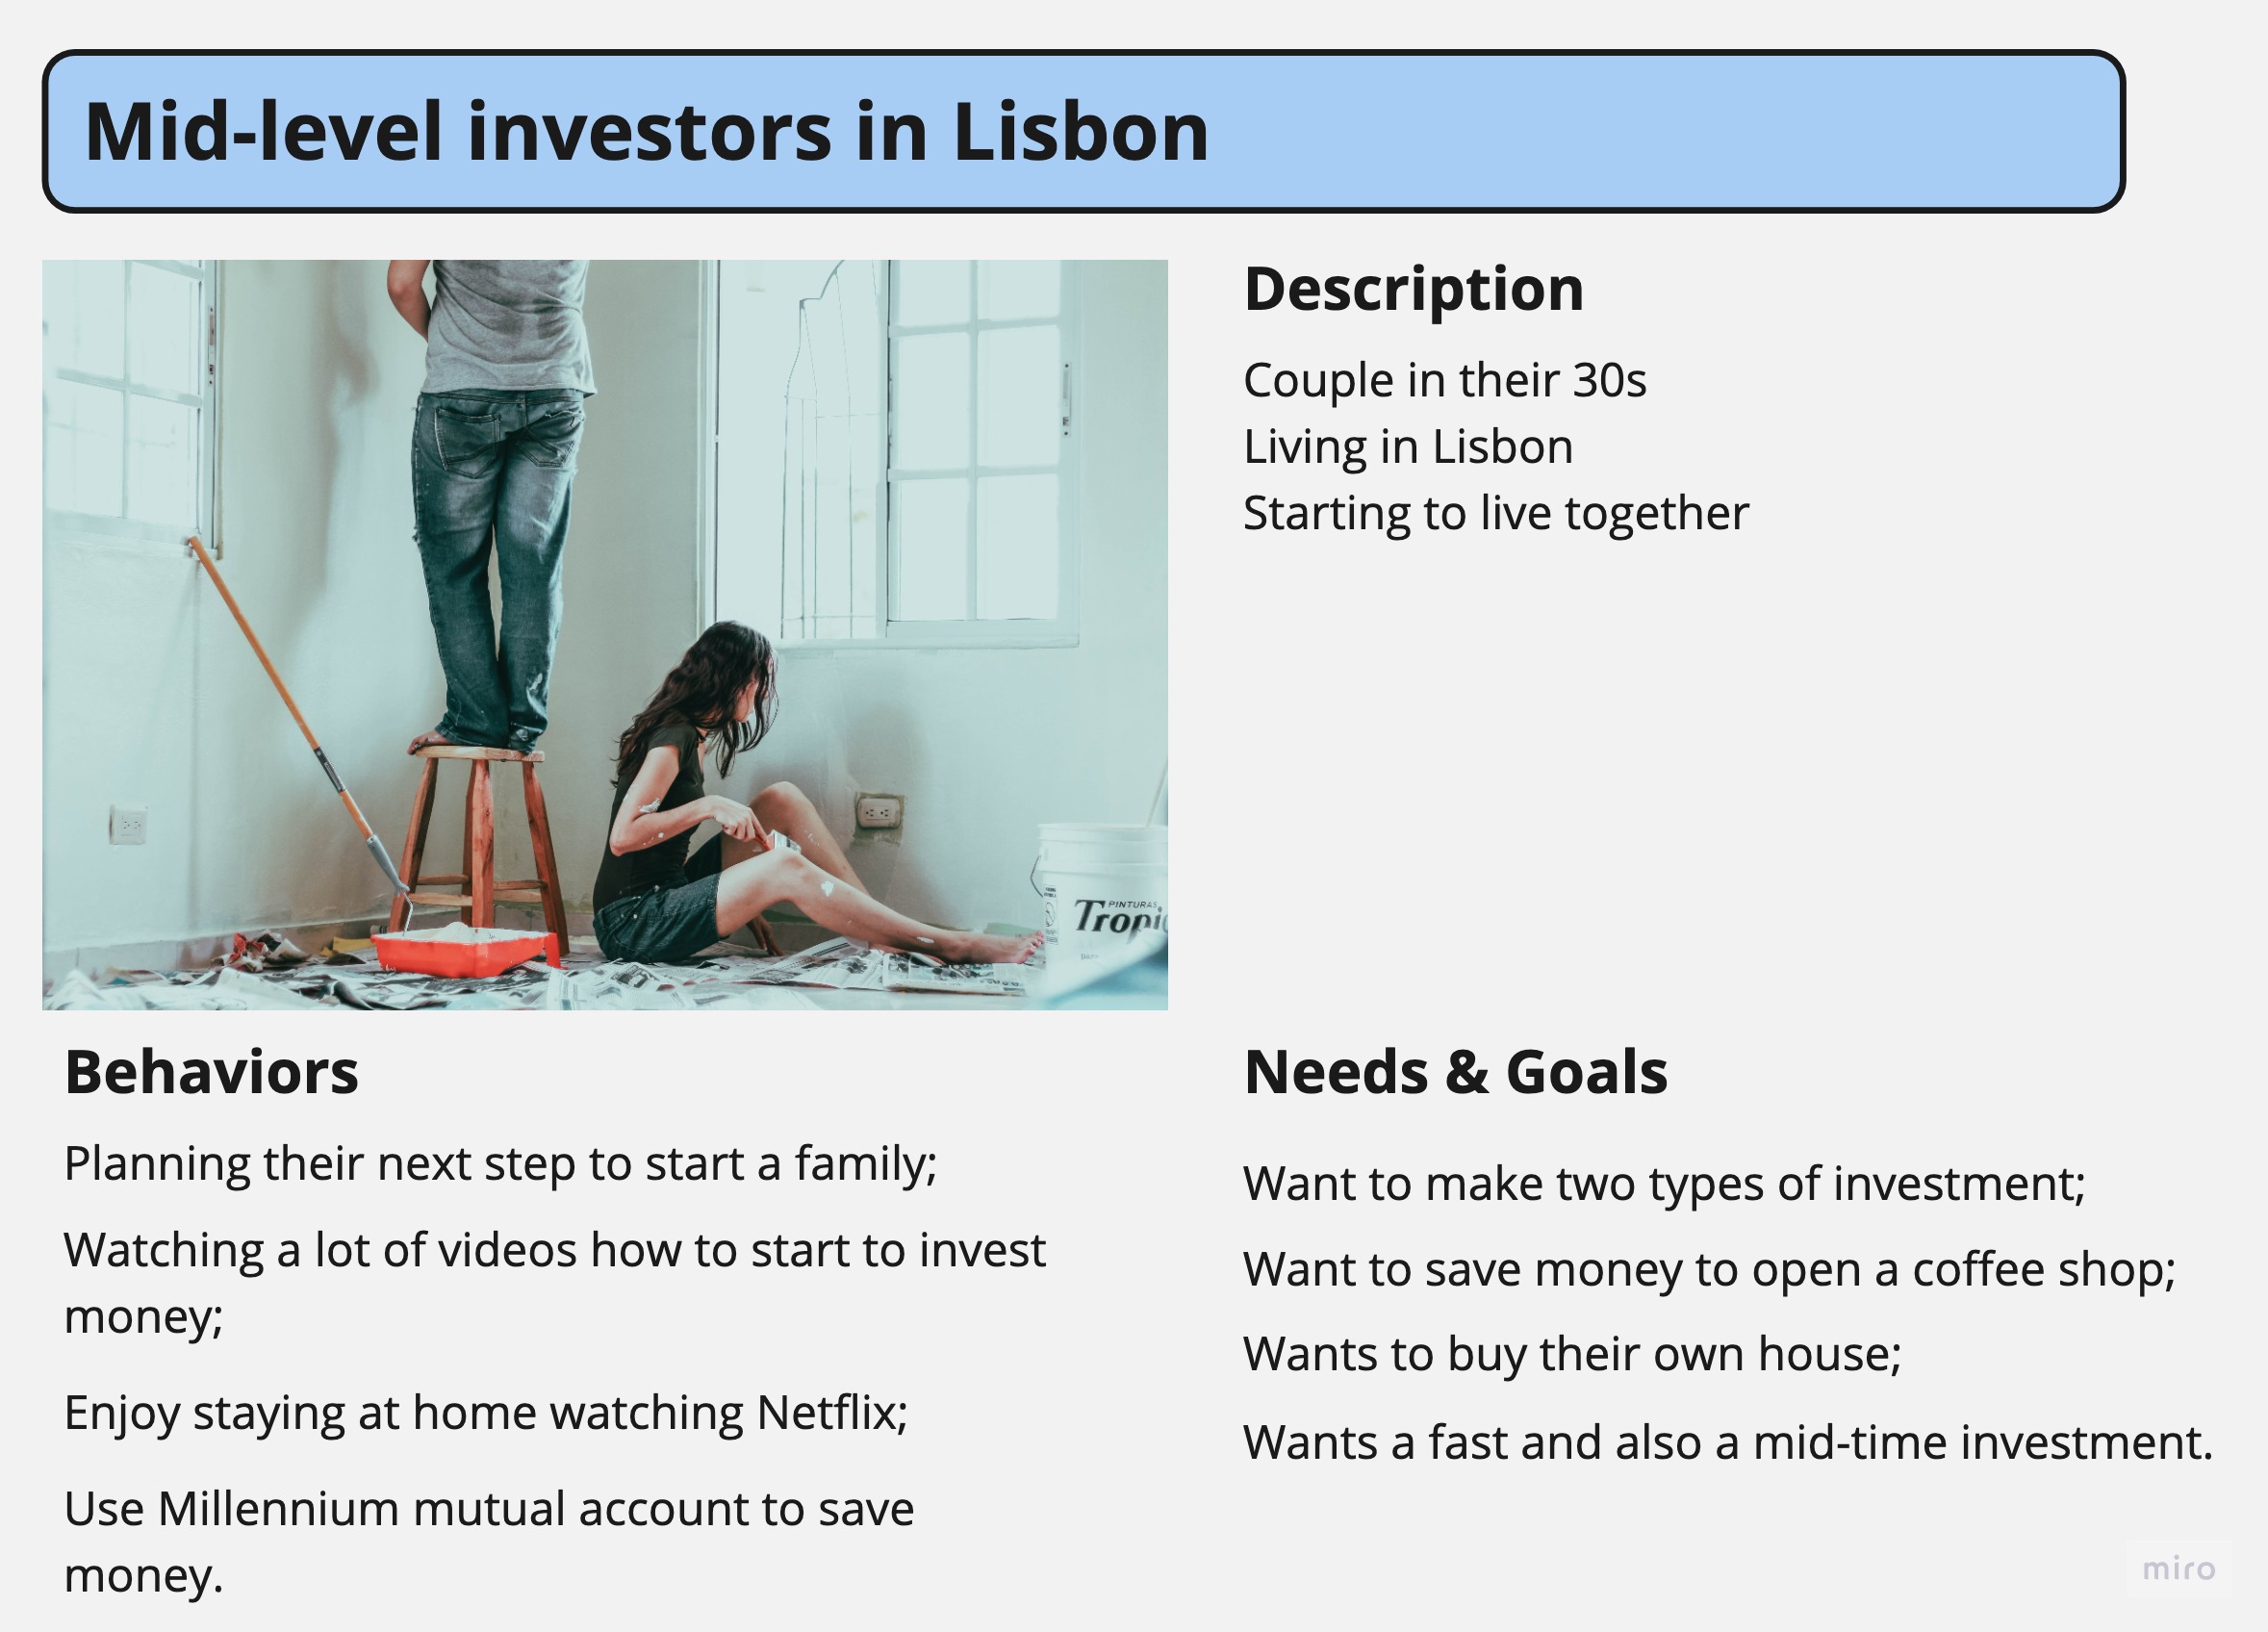 Mid-level investors in Lisbon
Description
Couple in their 30s
Living in Lisbon
Starting to live together
PINTURAS
Tropic
Behaviors
Planning their next step to start a family;
Watching a lot of videos how to start to invest
money;
Enjoy staying at home watching Netflix;
Use Millennium mutual account to save
money.
Needs & Goals
Want to make two types of investment;
Want to save money to open a coffee shop;
Wants to buy their own house;
Wants a fast and also a mid-time investment.
miro